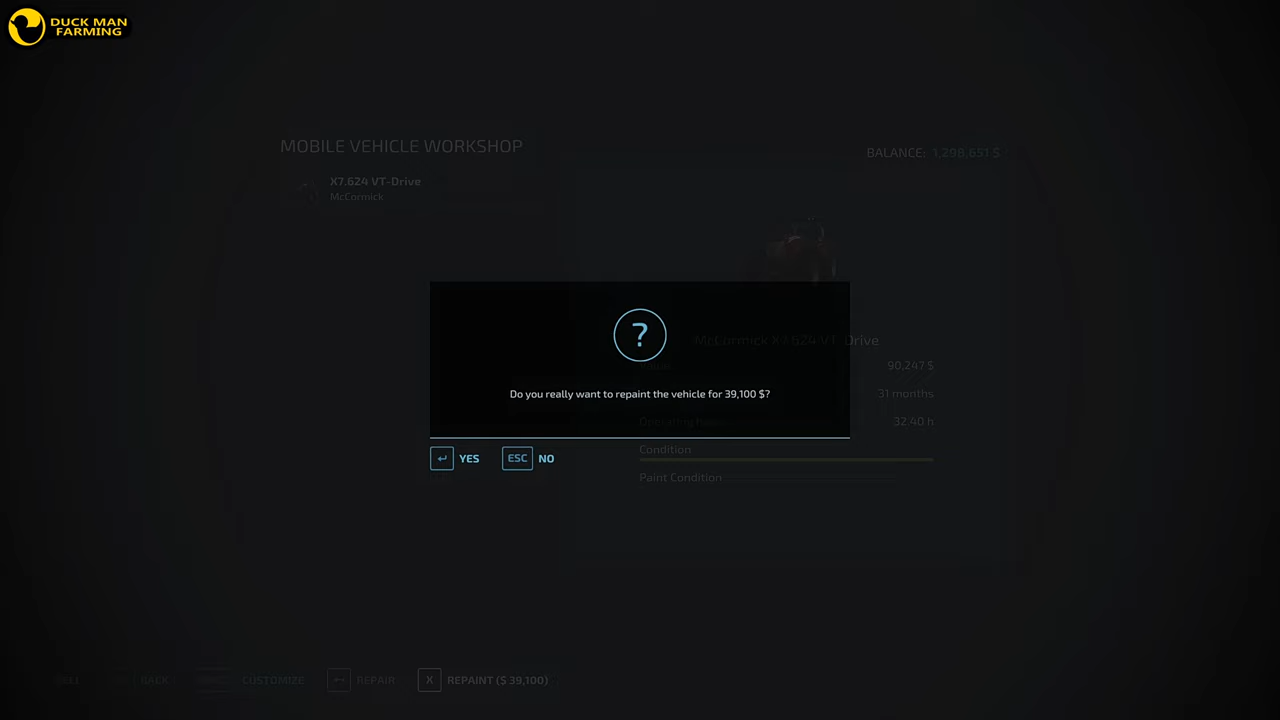 DUCK MAN
FARMING
MOBILE VEHICLE WORKSHOP
BALANCE: 1,298,651 $
X7.624 VT-Drive
McCormick
McCormick X7.624 VT-Drive
90,247 $
Do you really want to repaint the vehicle for 39,100 $?
31 months
32.40 h
Condition
↵ YES ESC NO
Paint Condition
BACK CUSTOMIZE REPAIR X REPAINT ($ 39,100)